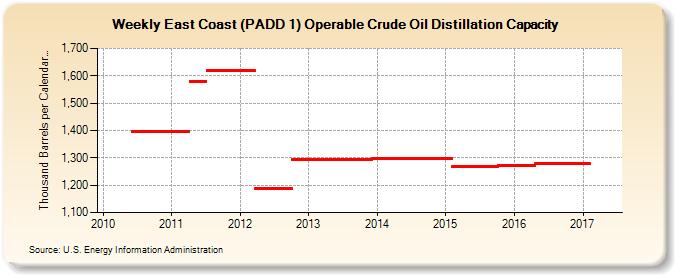 Weekly East Coast (PADD 1) Operable Crude Oil Distillation Capacity
Thousand Barrels per Calendar...
1,700
1,600
1,500
1,400
1,300
1,200
1,100
2010 2011 2012 2013 2014 2015 2016 2017
Source: U.S. Energy Information Administration